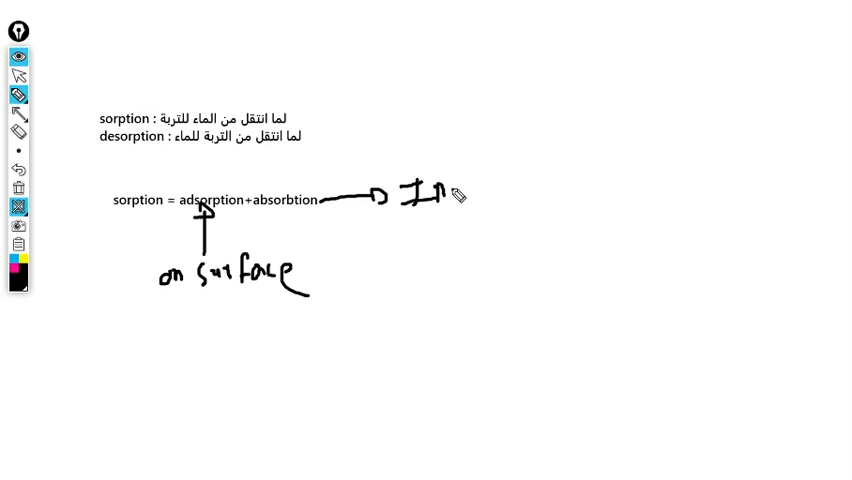 sorption : لما انتقل من الماء للتربة
desorption : لما انتقل من التربة للماء
sorption = adsorption+absorbtion
In
on surface